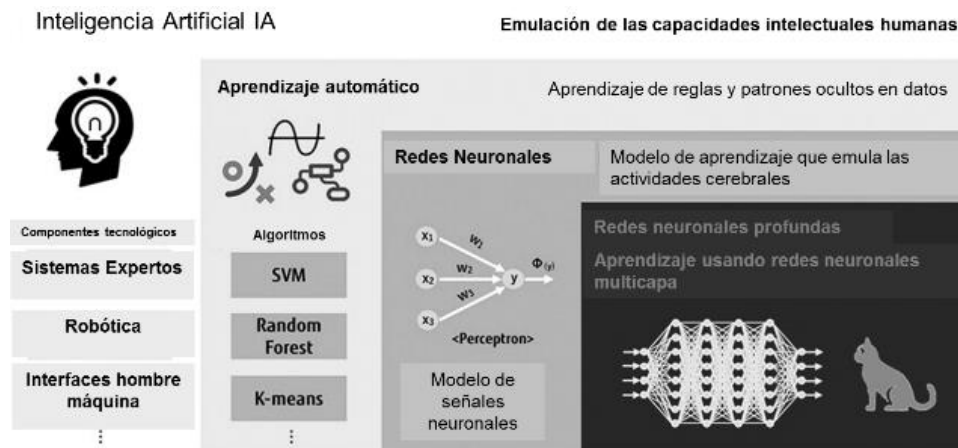 Inteligencia Artificial IA
Emulación de las capacidades intelectuales humanas
Aprendizaje automático
Aprendizaje de reglas y patrones ocultos en datos
Redes Neuronales
Modelo de aprendizaje que emula las
actividades cerebrales
Componentes tecnológicos
Sistemas Expertos
Robótica
Interfaces hombre
máquina
Algoritmos
SVM
Random
Forest
K-means
x₁
x₂
x₃
w₁
w₂
w₃
y
Φ(y)
<Perceptron>
Modelo de
señales
neuronales
Redes neuronales profundas
Aprendizaje usando redes neuronales
multicapa